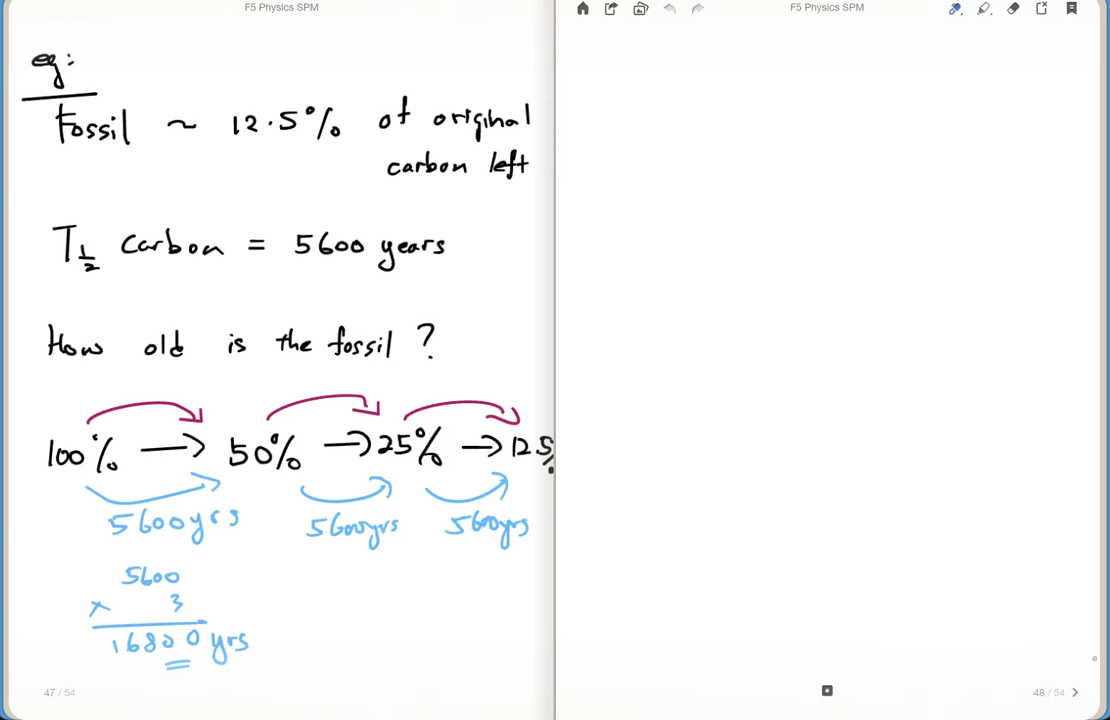 F5 Physics SPM
F5 Physics SPM
eg:
Fossil ~ 12.5% of original
carbon left
T½ Carbon = 5600 years
How old is the fossil ?
100% → 50% → 25% → 12.5
5600yrs 5600yrs 5600yrs
5600
× 3
16800 yrs
47 / 54
48 / 54